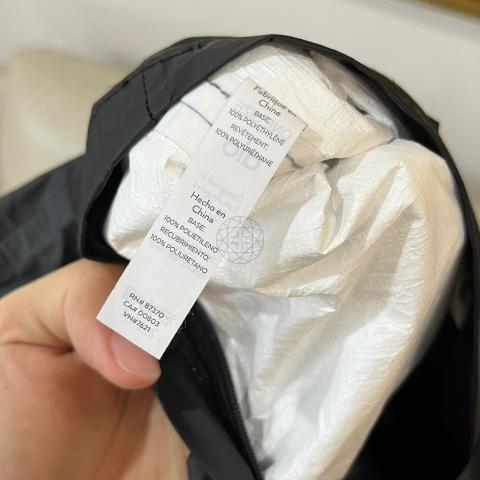 Fabriqué en
Chine
BASE:
100% POLYÉTHYLÈNE
REVÊTEMENT:
100% POLYURÉTHANE
Hecho en
China
BASE:
100% POLIETILENO
RECUBRIMIENTO:
100% POLIURETANO
RN# 87370
CA# 00803
VN#7621